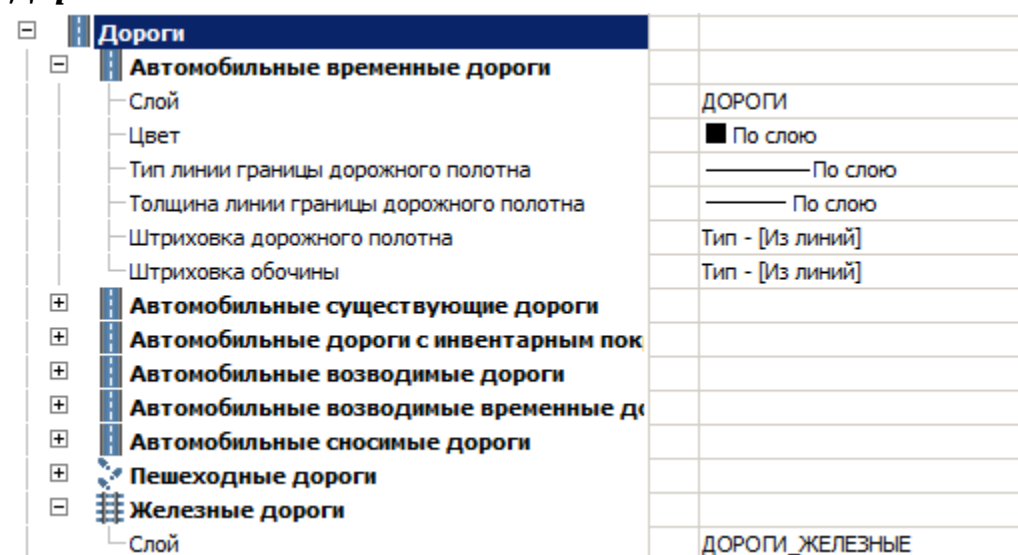 Дороги
Автомобильные временные дороги
Слой ДОРОГИ
Цвет По слою
Тип линии границы дорожного полотна По слою
Толщина линии границы дорожного полотна По слою
Штриховка дорожного полотна Тип - [Из линий]
Штриховка обочины Тип - [Из линий]
Автомобильные существующие дороги
Автомобильные дороги с инвентарным пок
Автомобильные возводимые дороги
Автомобильные возводимые временные до
Автомобильные сносимые дороги
Пешеходные дороги
Железные дороги
Слой ДОРОГИ_ЖЕЛЕЗНЫЕ